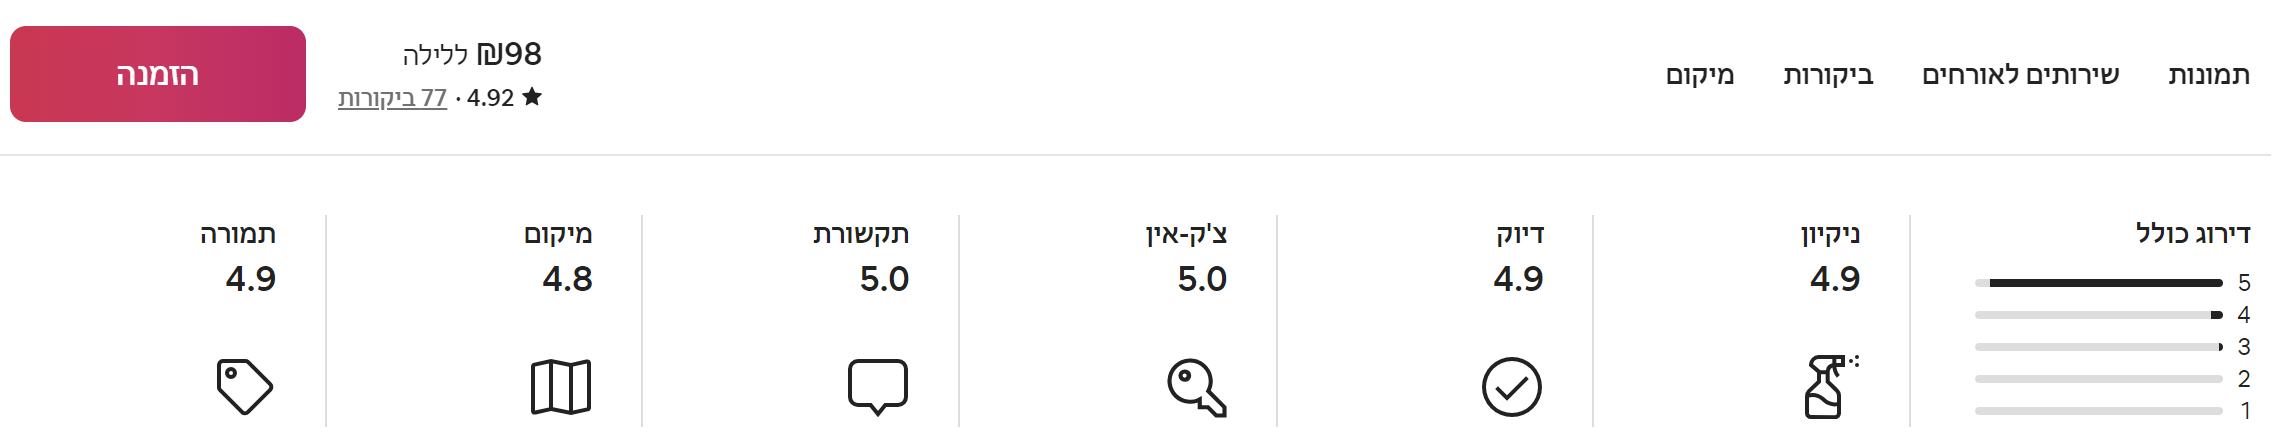 תמונות
שירותים לאורחים
ביקורות
מיקום
₪98 ללילה
4.92 · 77 ביקורות
הזמנה
דירוג כולל
5
4
3
2
1
ניקיון
4.9
דיוק
4.9
צ'ק-אין
5.0
תקשורת
5.0
מיקום
4.8
תמורה
4.9